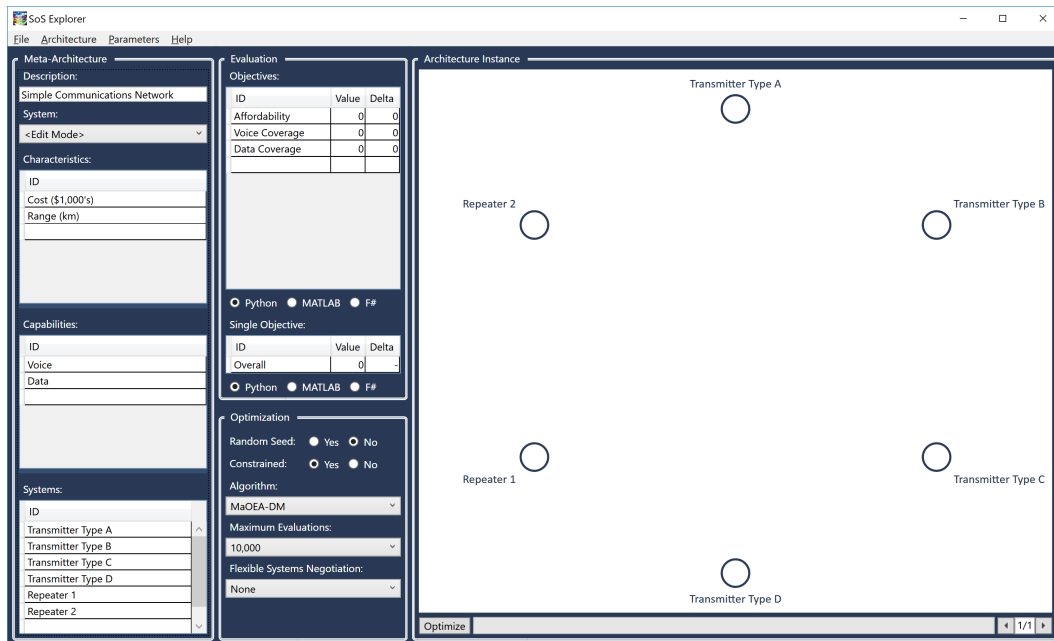 SoS Explorer
File Architecture Parameters Help
Meta-Architecture
Description:
Simple Communications Network
System:
<Edit Mode>
Characteristics:
ID
Cost ($1,000's)
Range (km)
Capabilities:
ID
Voice
Data
Systems:
ID
Transmitter Type A
Transmitter Type B
Transmitter Type C
Transmitter Type D
Repeater 1
Repeater 2
Evaluation
Objectives:
ID Value Delta
Affordability 0 0
Voice Coverage 0 0
Data Coverage 0 0
Python MATLAB F#
Single Objective:
ID Value Delta
Overall 0 -
Python MATLAB F#
Optimization
Random Seed: Yes No
Constrained: Yes No
Algorithm:
MaOEA-DM
Maximum Evaluations:
10,000
Flexible Systems Negotiation:
None
Architecture Instance
Transmitter Type A
Repeater 2
Transmitter Type B
Repeater 1
Transmitter Type C
Transmitter Type D
Optimize
1/1